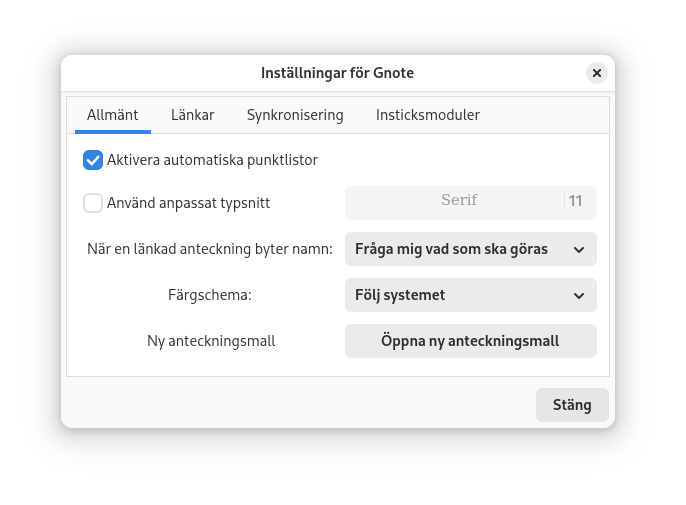 Inställningar för Gnote
Allmänt Länkar Synkronisering Insticksmoduler
Aktivera automatiska punktlistor
Använd anpassat typsnitt Serif 11
När en länkad anteckning byter namn: Fråga mig vad som ska göras
Färgschema: Följ systemet
Ny anteckningsmall Öppna ny anteckningsmall
Stäng